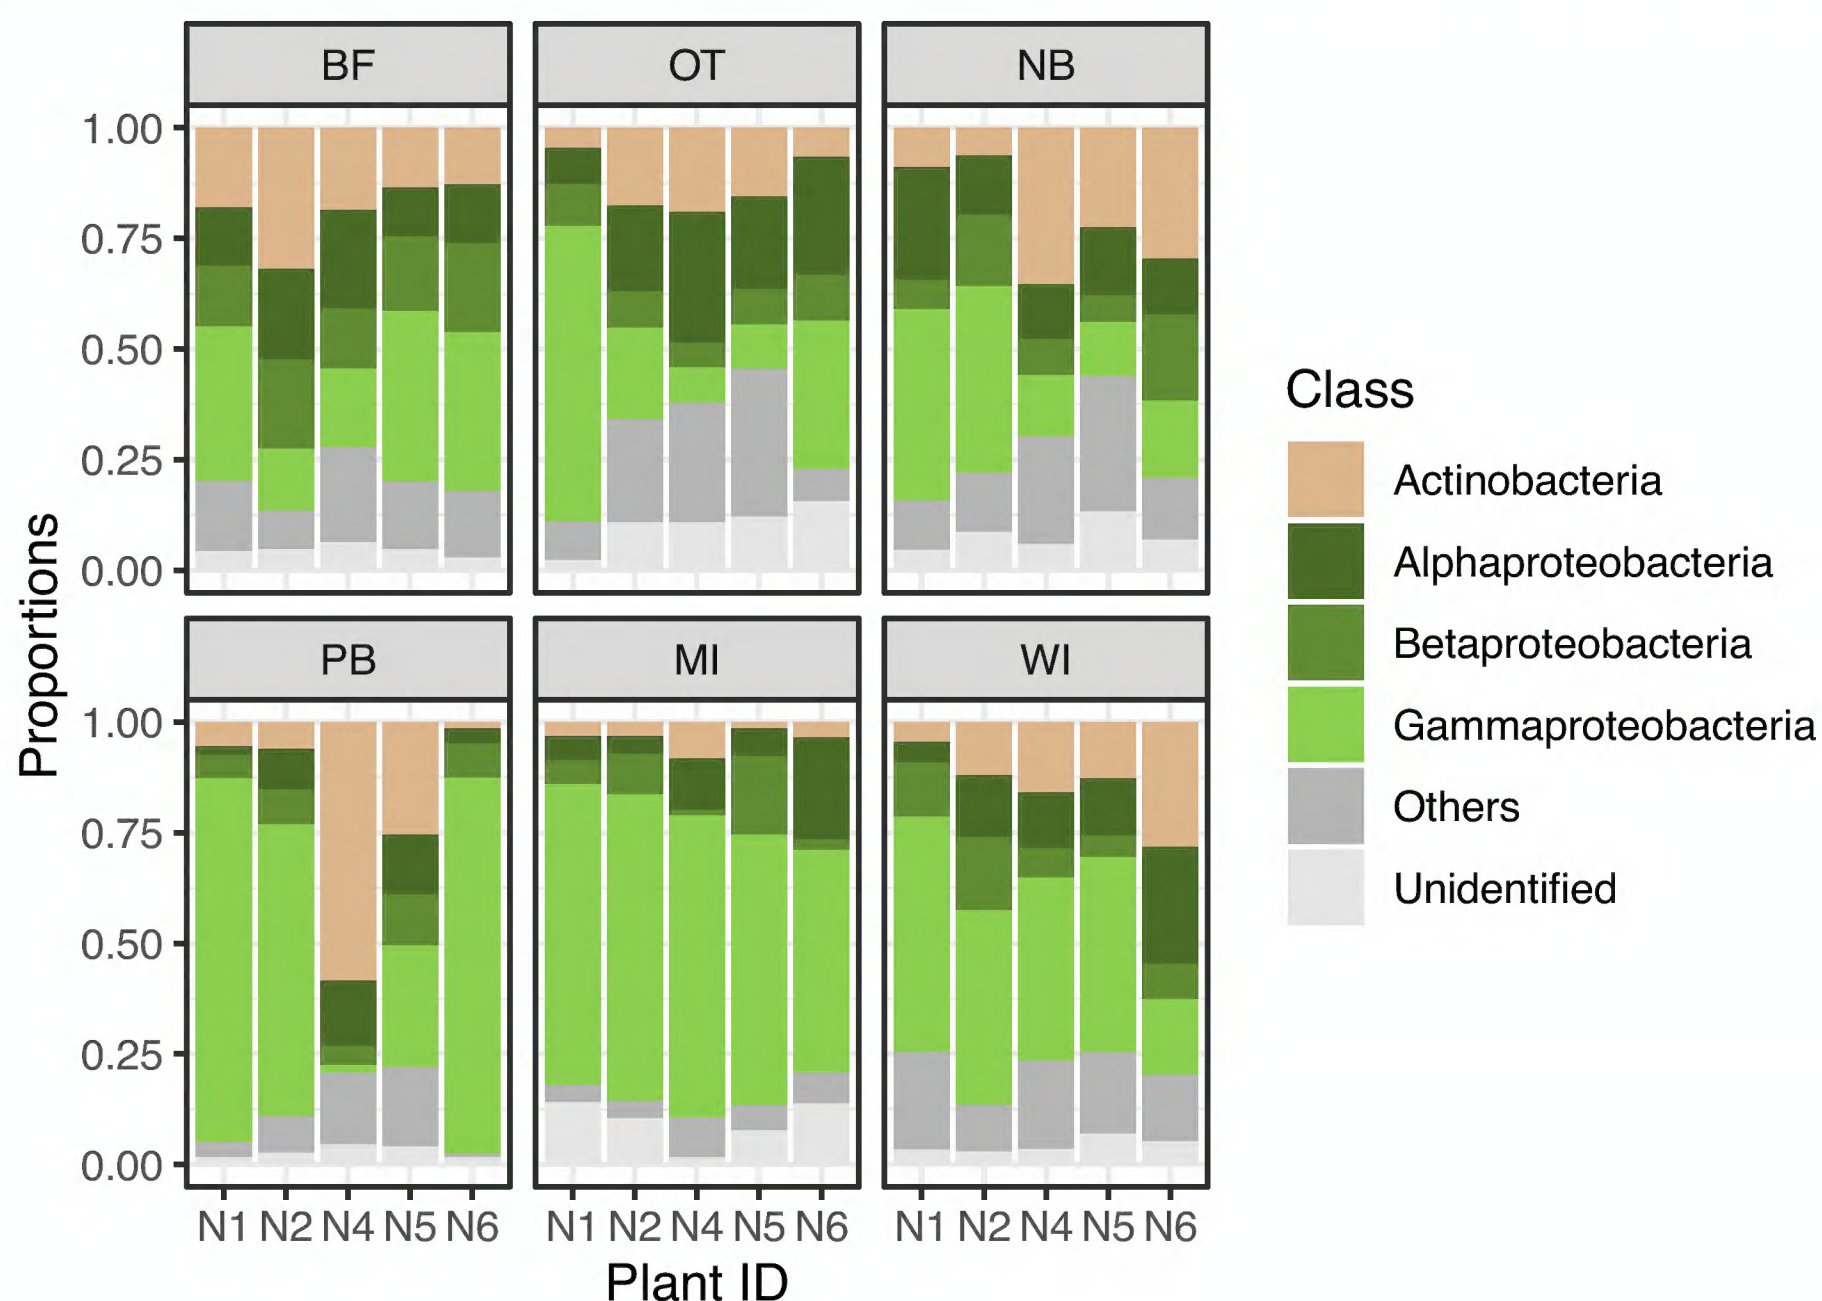 BF
OT
NB
1.00
0.75
0.50
0.25
0.00
PB
MI
WI
1.00
0.75
0.50
0.25
0.00
N1 N2 N4 N5 N6
N1 N2 N4 N5 N6
N1 N2 N4 N5 N6
Proportions
Plant ID
Class
Actinobacteria
Alphaproteobacteria
Betaproteobacteria
Gammaproteobacteria
Others
Unidentified